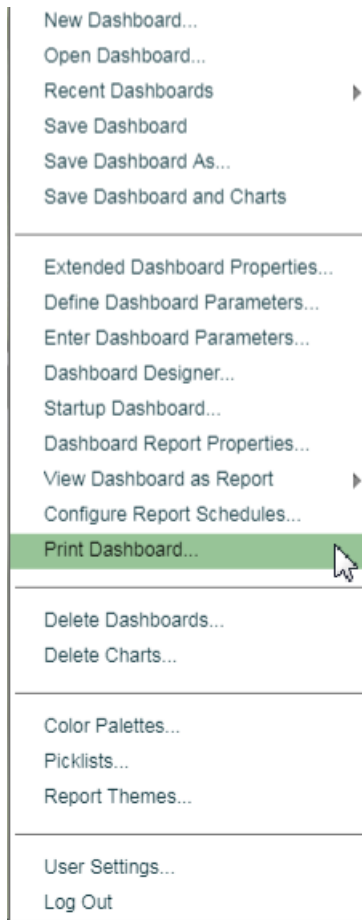 New Dashboard...
Open Dashboard...
Recent Dashboards
Save Dashboard
Save Dashboard As...
Save Dashboard and Charts
Extended Dashboard Properties...
Define Dashboard Parameters...
Enter Dashboard Parameters...
Dashboard Designer...
Startup Dashboard...
Dashboard Report Properties...
View Dashboard as Report
Configure Report Schedules...
Print Dashboard...
Delete Dashboards...
Delete Charts...
Color Palettes...
Picklists...
Report Themes...
User Settings...
Log Out